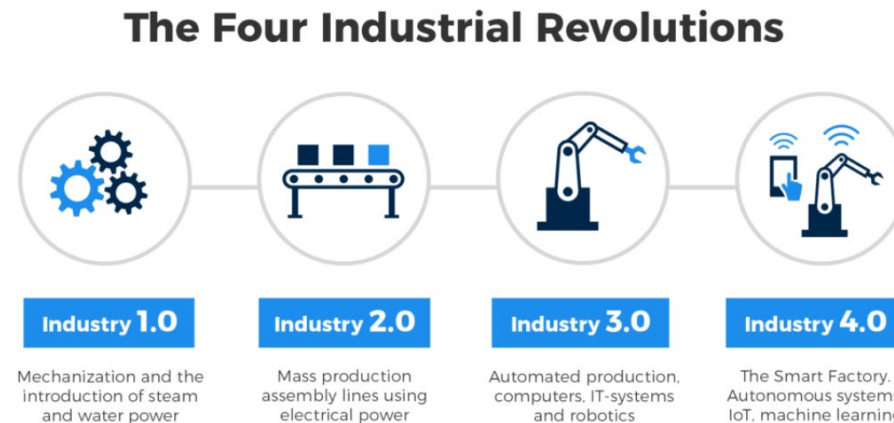 The Four Industrial Revolutions
Industry 1.0
Mechanization and the
introduction of steam
and water power
Industry 2.0
Mass production
assembly lines using
electrical power
Industry 3.0
Automated production,
computers, IT-systems
and robotics
Industry 4.0
The Smart Factory.
Autonomous systems
IoT, machine learning